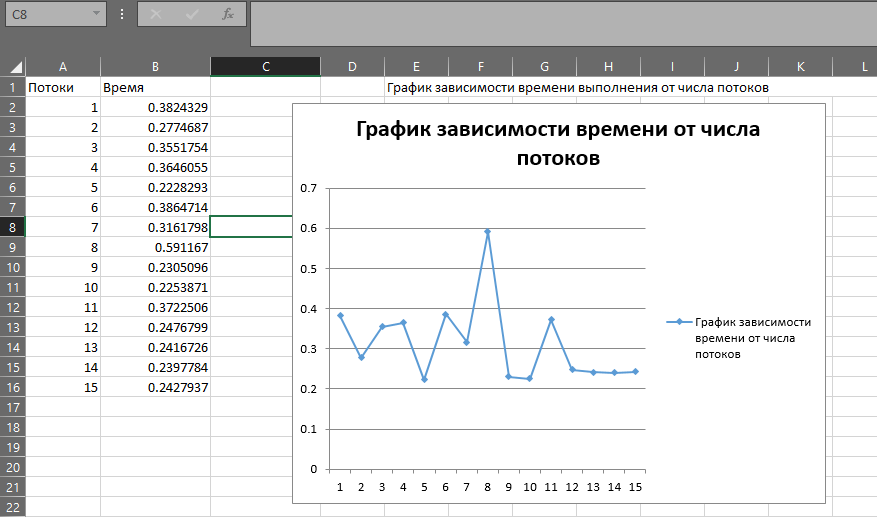 C8
fx
A B C D E F G H I J K L
1 Потоки Время График зависимости времени выполнения от числа потоков
2 1 0.3824329
3 2 0.2774687
4 3 0.3551754
5 4 0.3646055
6 5 0.2228293
7 6 0.3864714
8 7 0.3161798
9 8 0.591167
10 9 0.2305096
11 10 0.2253871
12 11 0.3722506
13 12 0.2476799
14 13 0.2416726
15 14 0.2397784
16 15 0.2427937
17
18
19
20
21
22
График зависимости времени от числа
потоков
0.7
0.6
0.5
0.4
0.3
0.2
0.1
0
1 2 3 4 5 6 7 8 9 10 11 12 13 14 15
График зависимости
времени от числа
потоков